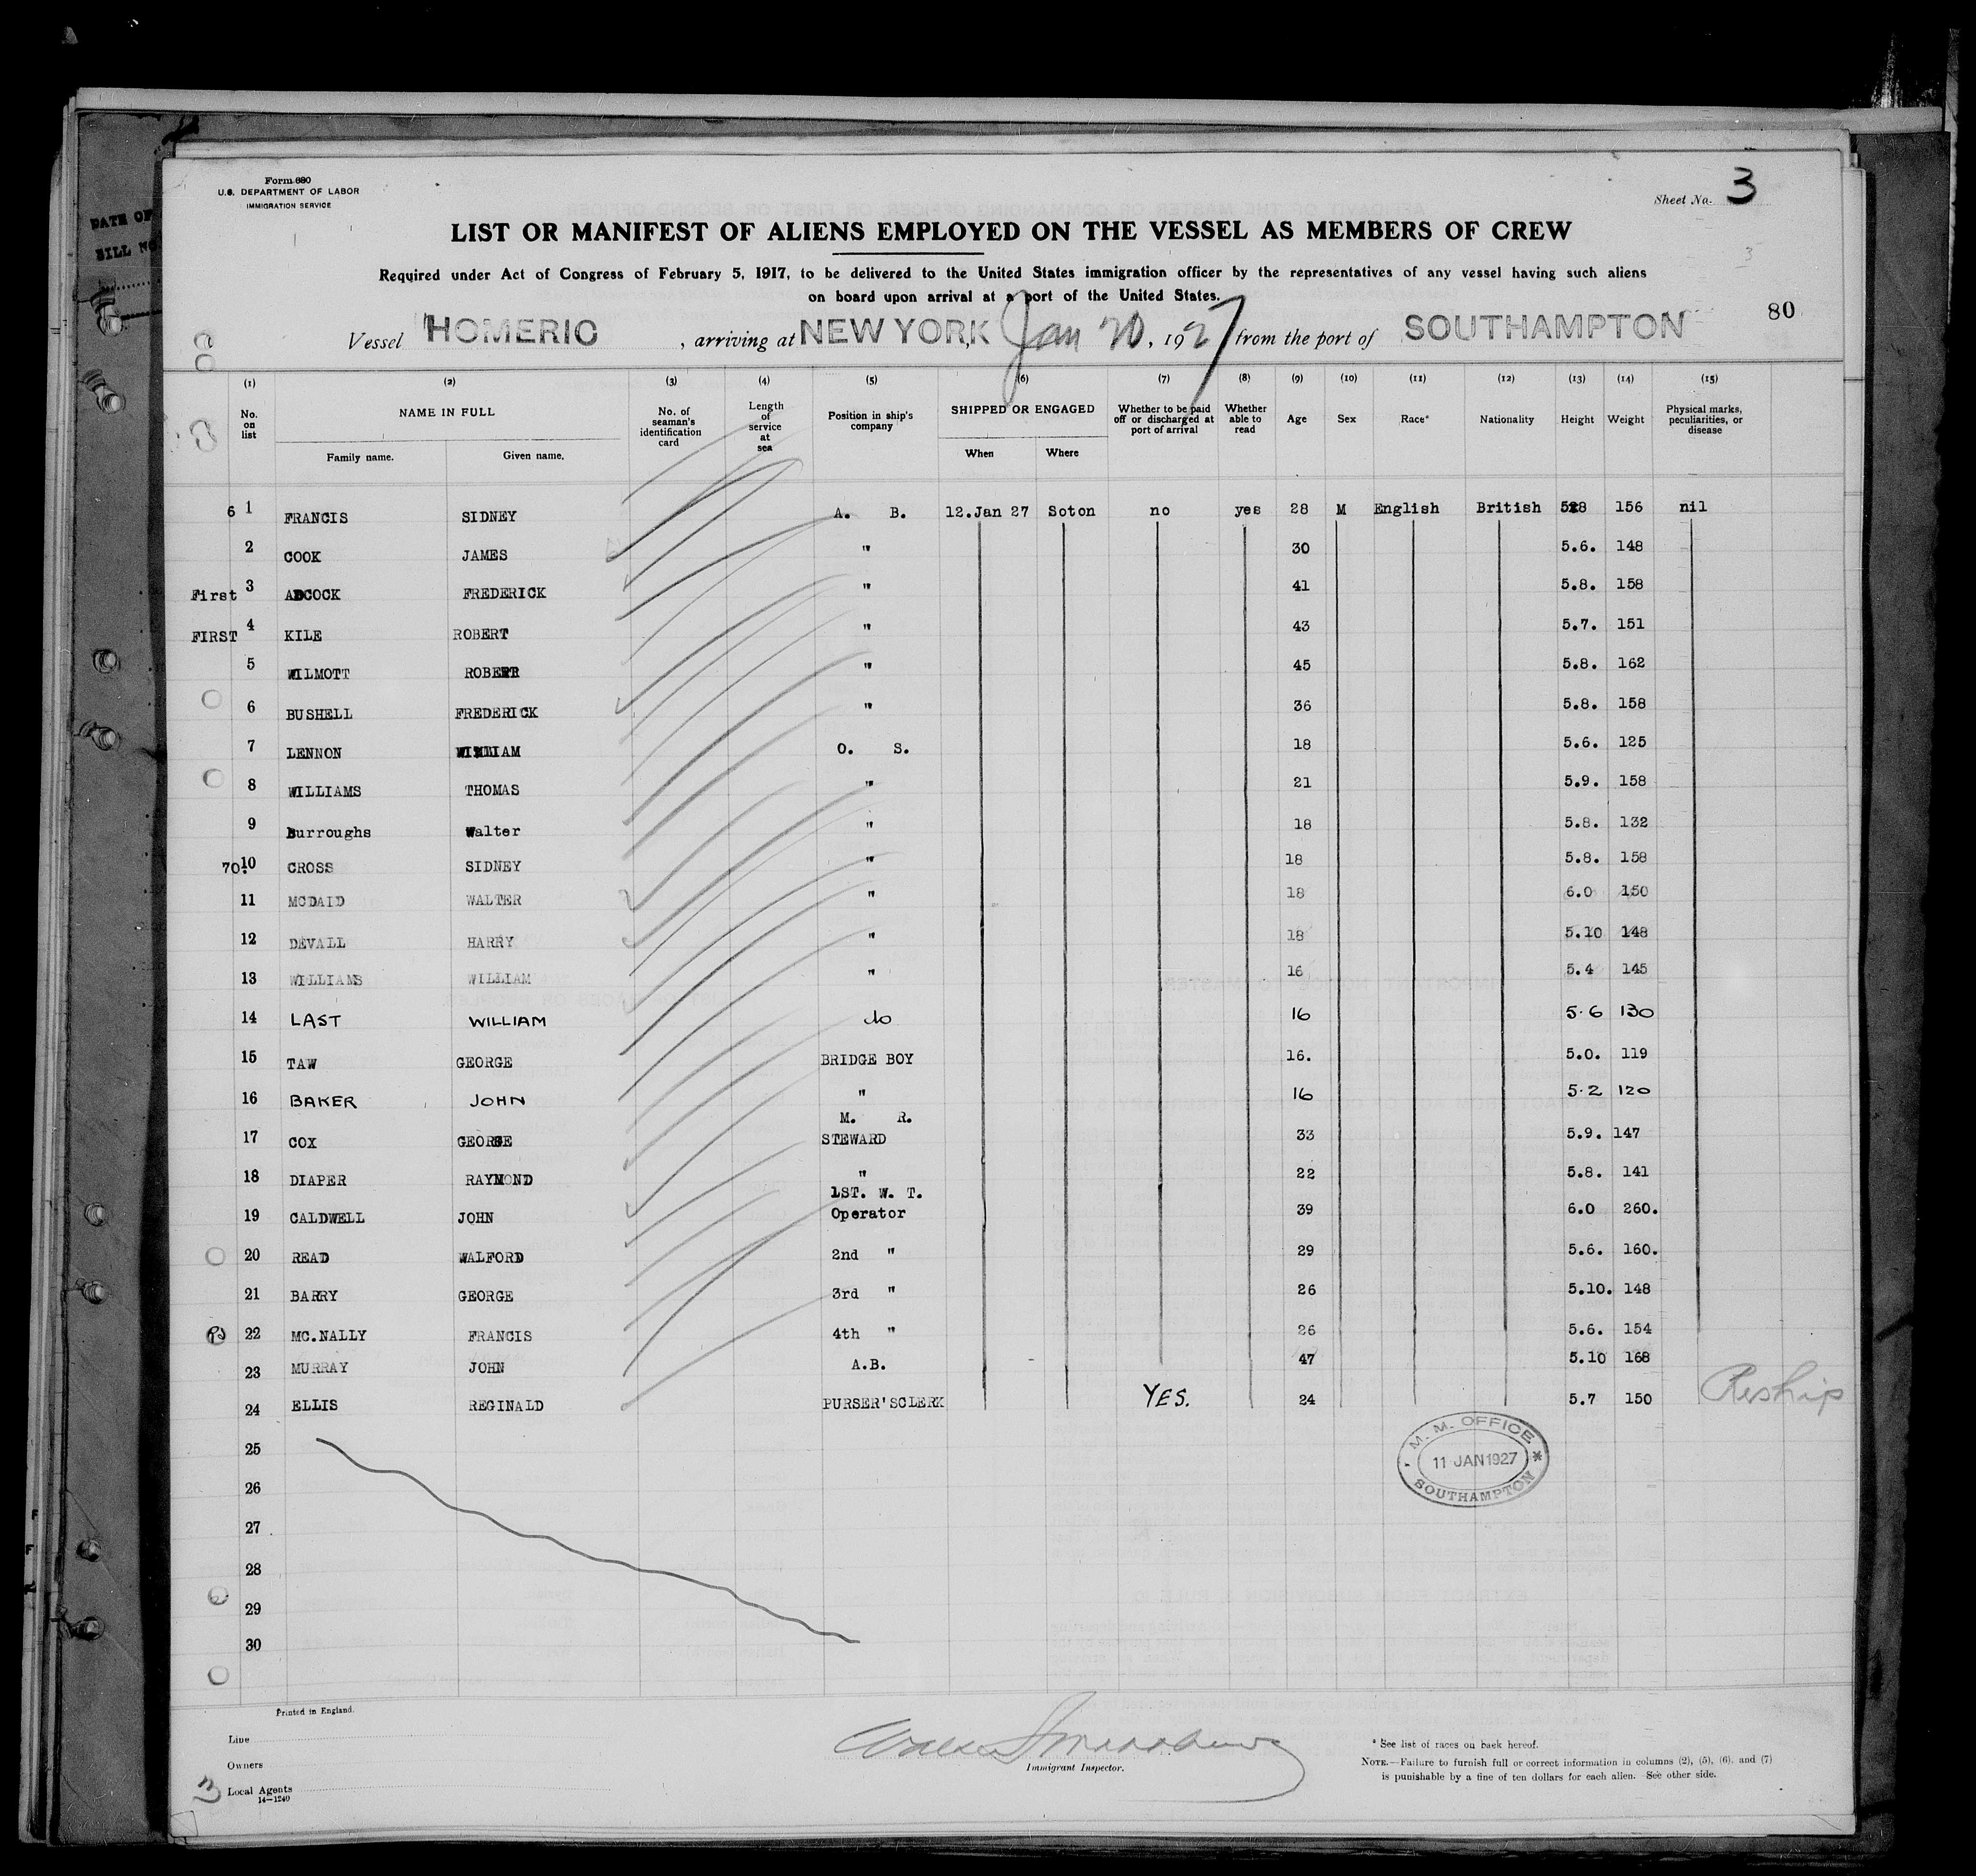 Form 680
U.S. DEPARTMENT OF LABOR
IMMIGRATION SERVICE
Sheet No. 3
DATE OF
BILL NO
LIST OR MANIFEST OF ALIENS EMPLOYED ON THE VESSEL AS MEMBERS OF CREW
3
Required under Act of Congress of February 5, 1917, to be delivered to the United States immigration officer by the representatives of any vessel having such aliens
on board upon arrival at a port of the United States.
80
Vessel HOMERIC , arriving at NEW YORK, Jan 20, 1927 from the port of SOUTHAMPTON
(1) (2) (3) (4) (5) (6) (7) (8) (9) (10) (11) (12) (13) (14) (15)
No. on list NAME IN FULL Family name. Given name. No. of seaman's identification card Length of service at sea Position in ship's company SHIPPED OR ENGAGED When Where Whether to be paid off or discharged at port of arrival Whether able to read Age Sex Race* Nationality Height Weight Physical marks, peculiarities, or disease
6 1 FRANCIS SIDNEY A. B. 12.Jan 27 Soton no yes 28 M English British 528 156 nil
2 COOK JAMES " 30 5.6. 148
First 3 ADCOCK FREDERICK " 41 5.8. 158
FIRST 4 KILE ROBERT " 43 5.7. 151
5 WILMOTT ROBERT " 45 5.8. 162
6 BUSHELL FREDERICK " 36 5.8. 158
7 LENNON WILLIAM O. S. 18 5.6. 125
8 WILLIAMS THOMAS " 21 5.9. 158
9 Burroughs Walter " 18 5.8. 132
70. 10 CROSS SIDNEY " 18 5.8. 158
11 MCDAID WALTER " 18 6.0 150
12 DEVALL HARRY " 18 5.10 148
13 WILLIAMS WILLIAM " 16 5.4 145
14 LAST WILLIAM do 16 5.6 130
15 TAW GEORGE BRIDGE BOY 16. 5.0. 119
16 BAKER JOHN " 16 5.2 120
17 COX GEORGE M. R. STEWARD 33 5.9. 147
18 DIAPER RAYMOND " 22 5.8. 141
19 CALDWELL JOHN 1ST. W. T. Operator 39 6.0 260.
20 READ WALFORD 2nd " 29 5.6. 160.
21 BARRY GEORGE 3rd " 26 5.10. 148
22 MC.NALLY FRANCIS 4th " 26 5.6. 154
23 MURRAY JOHN A.B. 47 5.10 168
24 ELLIS REGINALD PURSER'SCLERK YES. 24 5.7 150 Reship
25
26
27
28
29
30
M. M. OFFICE
11 JAN 1927
SOUTHAMPTON
Printed in England.
Line
Owners
Local Agents
14—1240
3
Immigrant Inspector.
* See list of races on back hereof.
NOTE.—Failure to furnish full or correct information in columns (2), (5), (6), and (7)
is punishable by a fine of ten dollars for each alien. See other side.